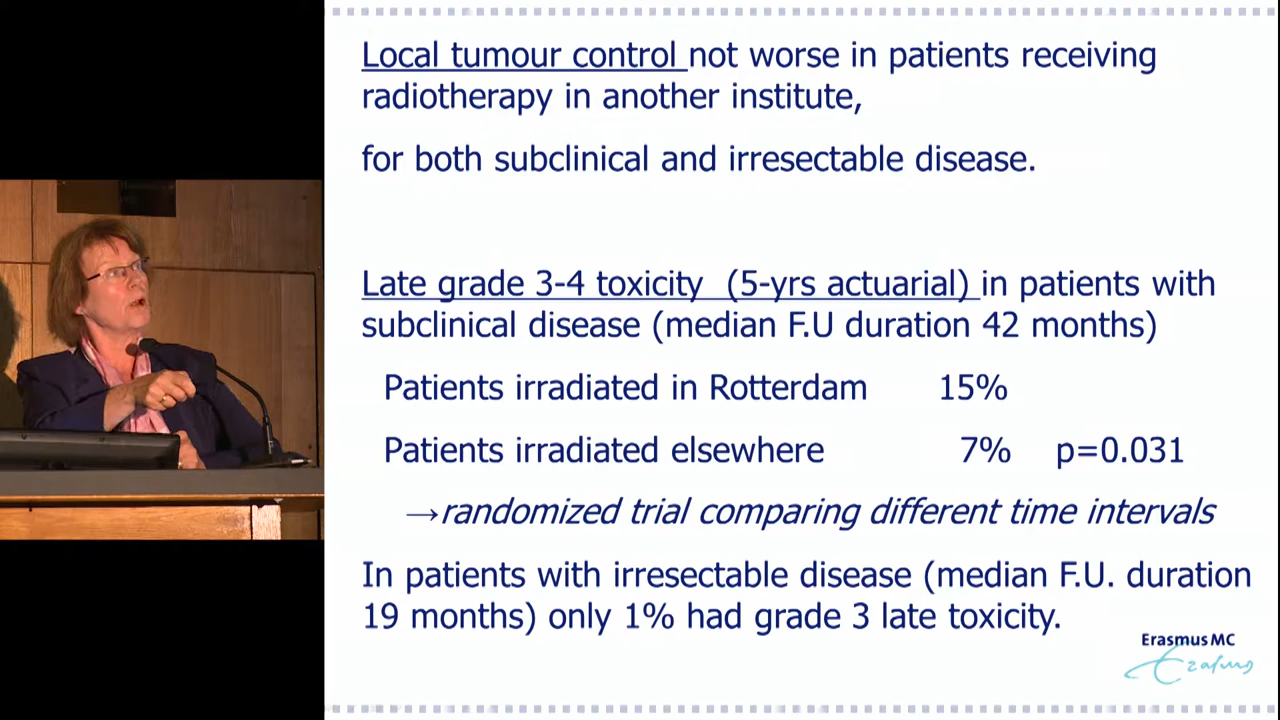 Local tumour control not worse in patients receiving
radiotherapy in another institute,
for both subclinical and irresectable disease.
Late grade 3-4 toxicity (5-yrs actuarial) in patients with
subclinical disease (median F.U duration 42 months)
Patients irradiated in Rotterdam 15%
Patients irradiated elsewhere 7% p=0.031
→randomized trial comparing different time intervals
In patients with irresectable disease (median F.U. duration
19 months) only 1% had grade 3 late toxicity.
Erasmus MC
Erasmus